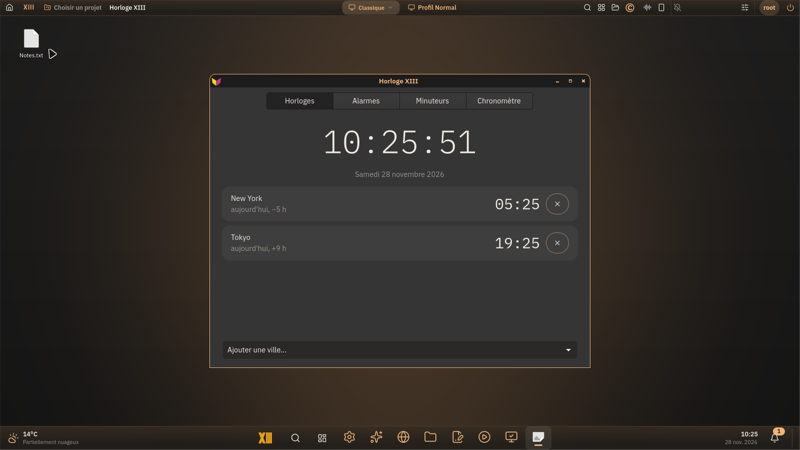 XIII Choisir un projet Horloge XIII Classique Profil Normal root
Notes.txt
Horloge XIII
Horloges Alarmes Minuteurs Chronomètre
10:25:51
Samedi 28 novembre 2026
New York
aujourd'hui, −5 h
05:25
Tokyo
aujourd'hui, +9 h
19:25
Ajouter une ville...
14°C
Partiellement nuageux
XIII
10:25
28 nov. 2026
1